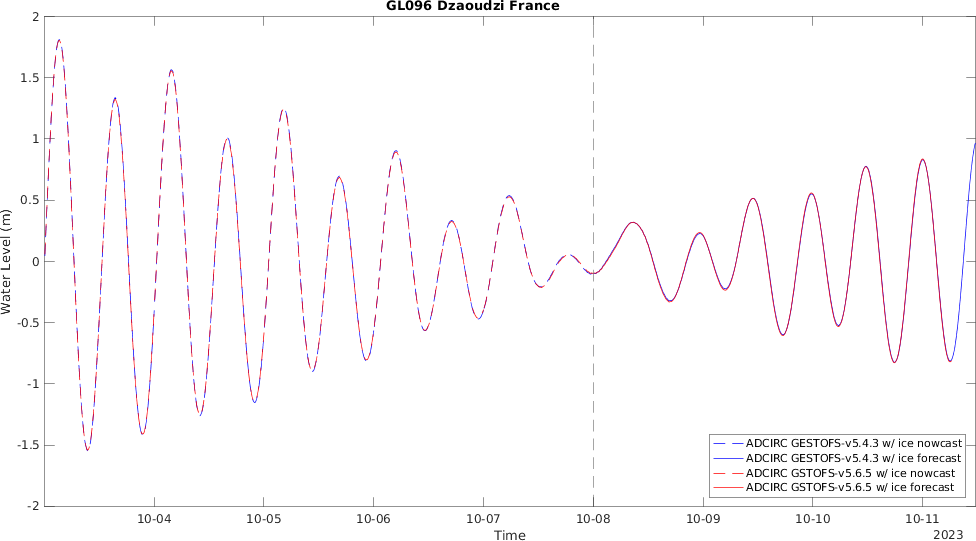 GL096 Dzaoudzi France
2
1.5
1
0.5
0
-0.5
-1
-1.5
-2
Water Level (m)
ADCIRC GESTOFS-v5.4.3 w/ ice nowcast
ADCIRC GESTOFS-v5.4.3 w/ ice forecast
ADCIRC GSTOFS-v5.6.5 w/ ice nowcast
ADCIRC GSTOFS-v5.6.5 w/ ice forecast
10-04 10-05 10-06 10-07 10-08 10-09 10-10 10-11
Time
2023